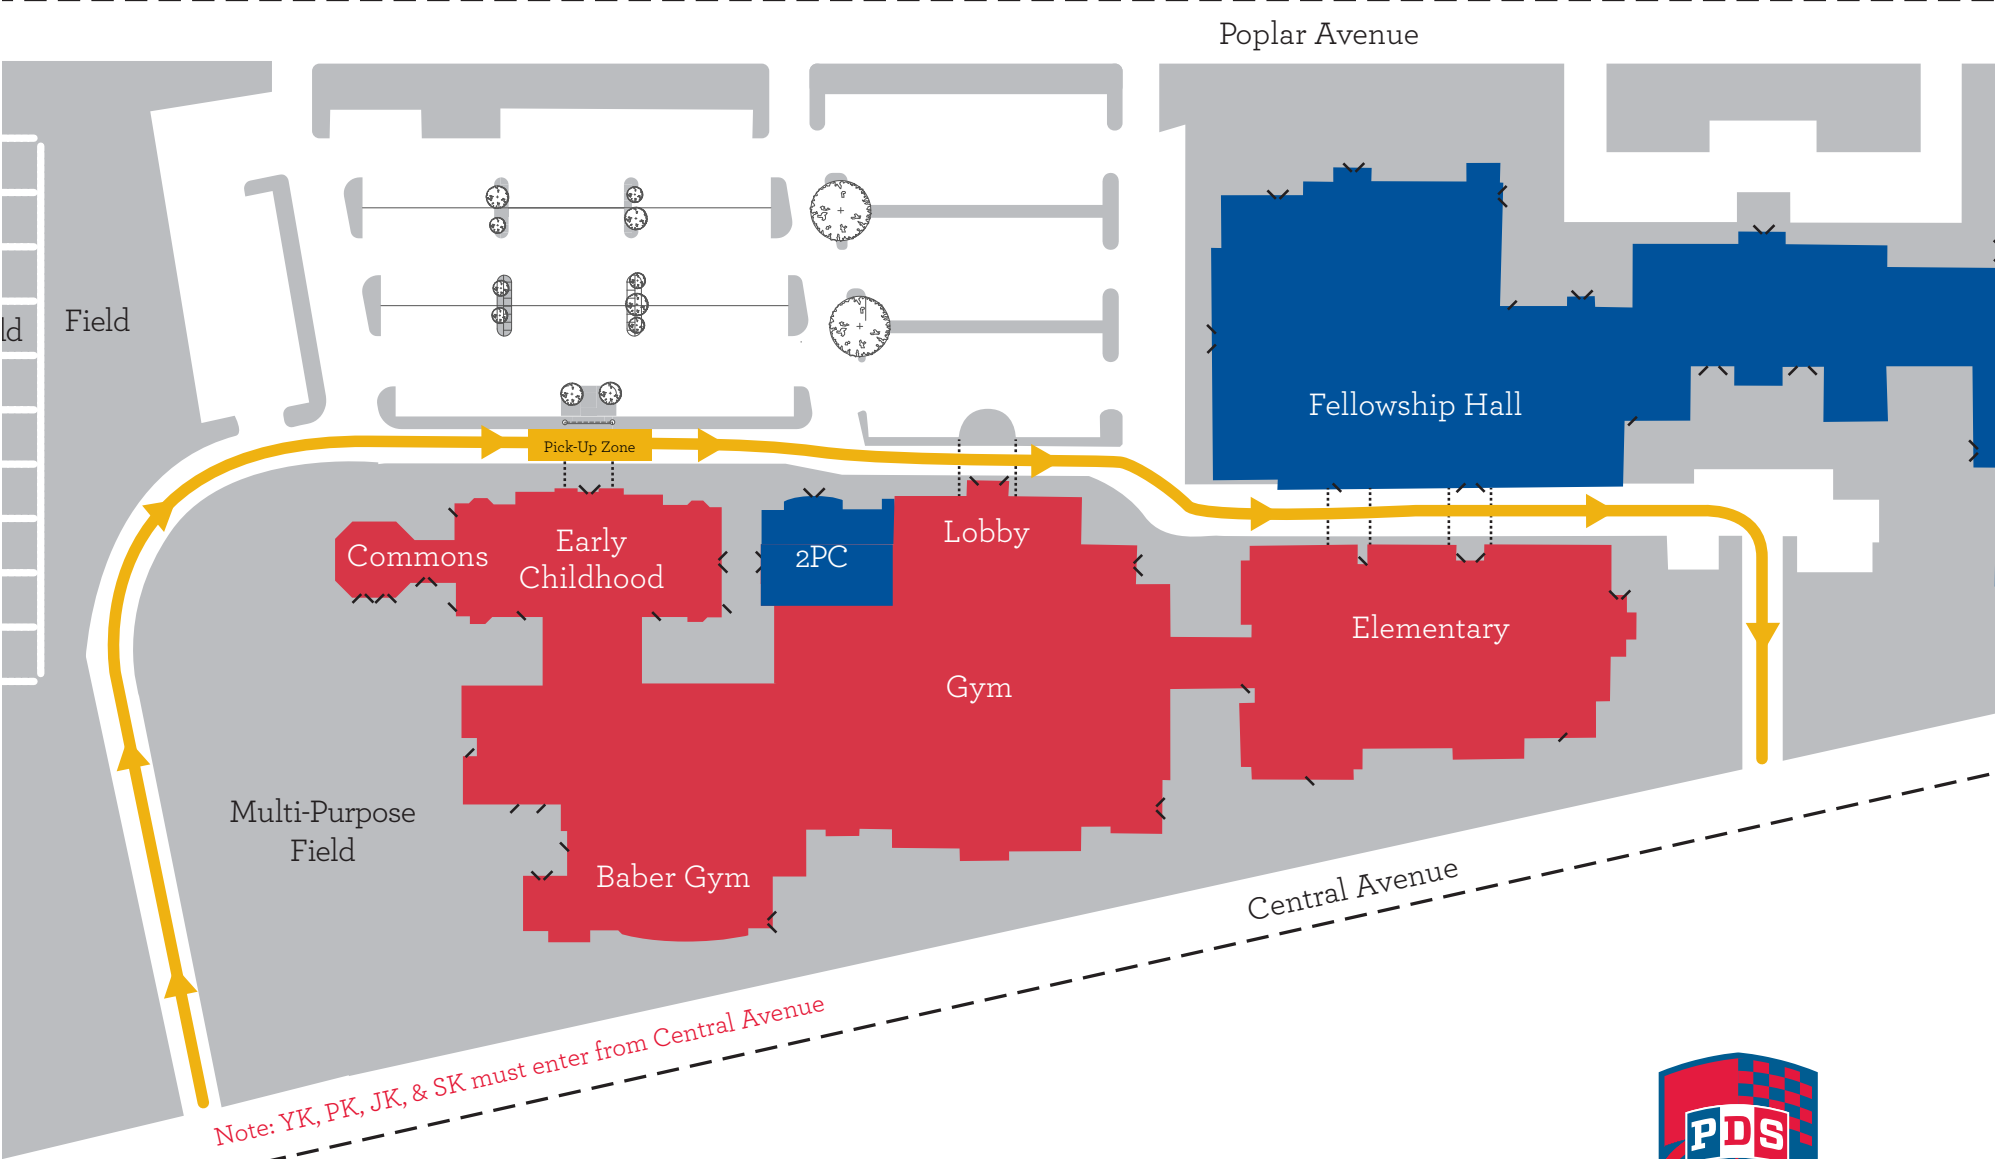 Poplar Avenue
ld
Field
Fellowship Hall
Pick-Up Zone
Commons
Early
Childhood
2PC
Lobby
Elementary
Gym
Multi-Purpose
Field
Baber Gym
Central Avenue
Note: YK, PK, JK, & SK must enter from Central Avenue
PDS